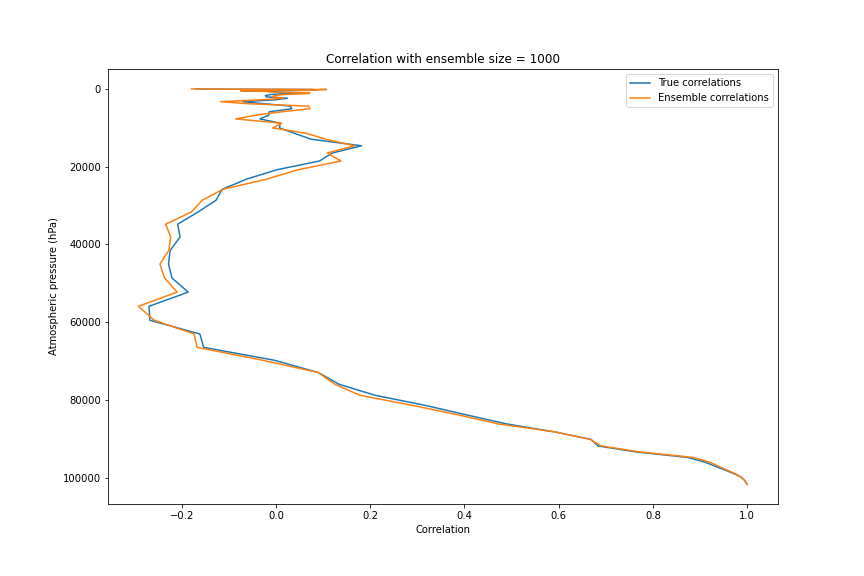 Correlation with ensemble size = 1000
True correlations
Ensemble correlations
Atmospheric pressure (hPa)
0
20000
40000
60000
80000
100000
−0.2 0.0 0.2 0.4 0.6 0.8 1.0
Correlation